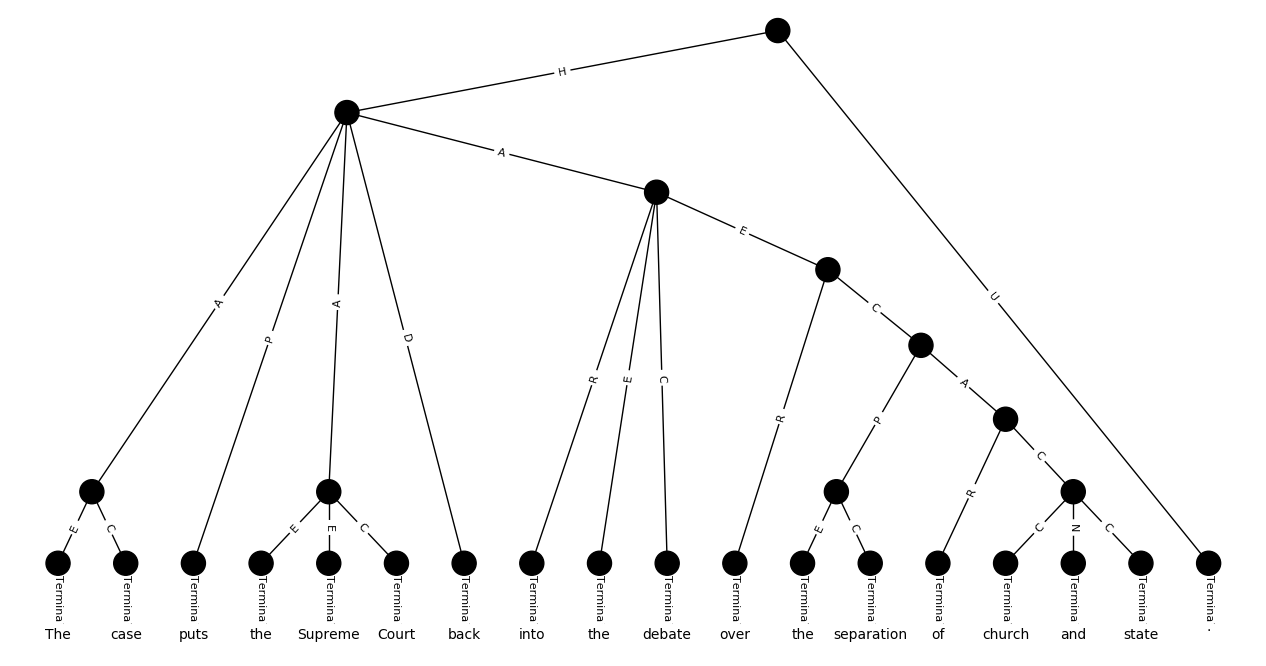 H
A
E
U
A
P
A
D
R
E
C
C
A
R
P
C
R
E
C
E
E
C
E
C
C
N
C
Termina Termina Termina Termina Termina Termina Termina Termina Termina Termina Termina Termina Termina Termina Termina Termina Termina Termina
The case puts the Supreme Court back into the debate over the separation of church and state .